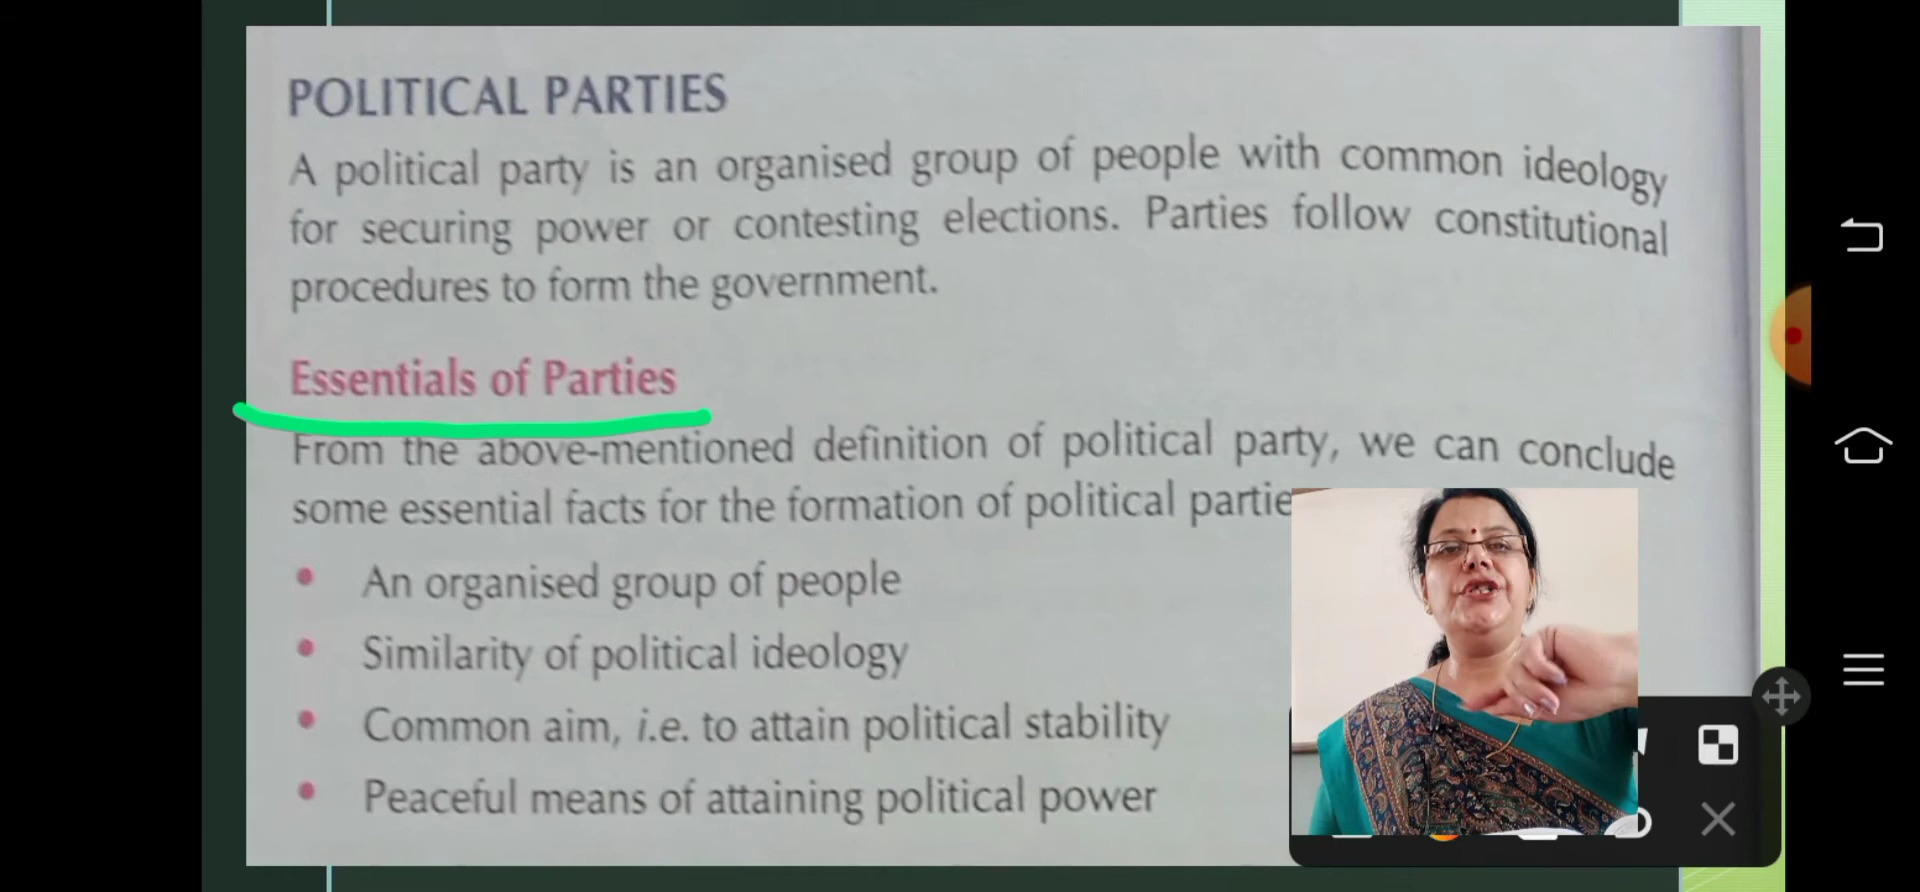 POLITICAL PARTIES
A political party is an organised group of people with common ideology
for securing power or contesting elections. Parties follow constitutional
procedures to form the government.
Essentials of Parties
From the above-mentioned definition of political party, we can conclude
some essential facts for the formation of political partie
• An organised group of people
• Similarity of political ideology
• Common aim, i.e. to attain political stability
• Peaceful means of attaining political power